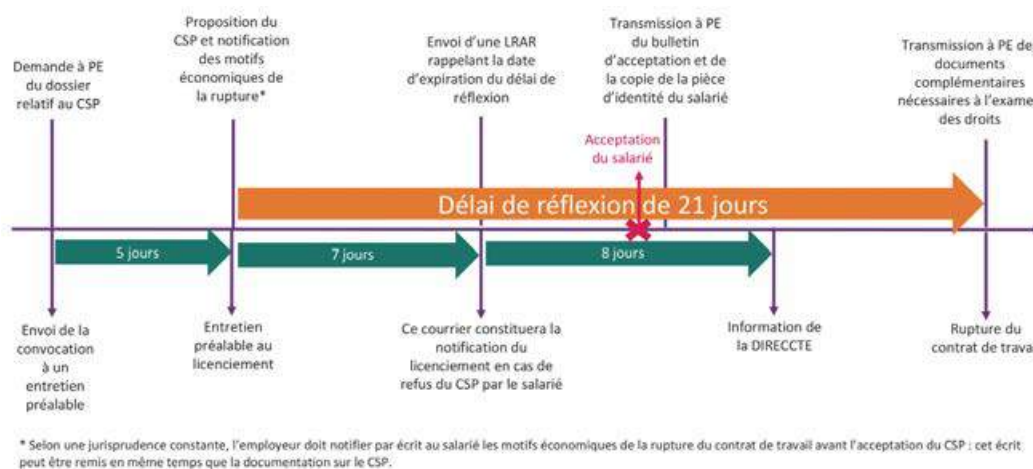 Demande à PE
du dossier
relatif au CSP
Proposition du
CSP et notification
des motifs
économiques de
la rupture*
Envoi d'une LRAR
rappelant la date
d'expiration du délai de
réflexion
Transmission à PE
du bulletin
d'acceptation et de
la copie de la pièce
d'identité du salarié
Transmission à PE de
documents
complémentaires
nécessaires à l'exame
des droits
Acceptation
du salarié
Délai de réflexion de 21 jours
5 jours
7 jours
8 jours
Envoi de la
convocation
à un
entretien
préalable
Entretien
préalable au
licenciement
Ce courrier constituera la
notification du
licenciement en cas de
refus du CSP par le salarié
Information de
la DIRECCTE
Rupture du
contrat de trava
* Selon une jurisprudence constante, l'employeur doit notifier par écrit au salarié les motifs économiques de la rupture du contrat de travail avant l'acceptation du CSP : cet écrit
peut être remis en même temps que la documentation sur le CSP.